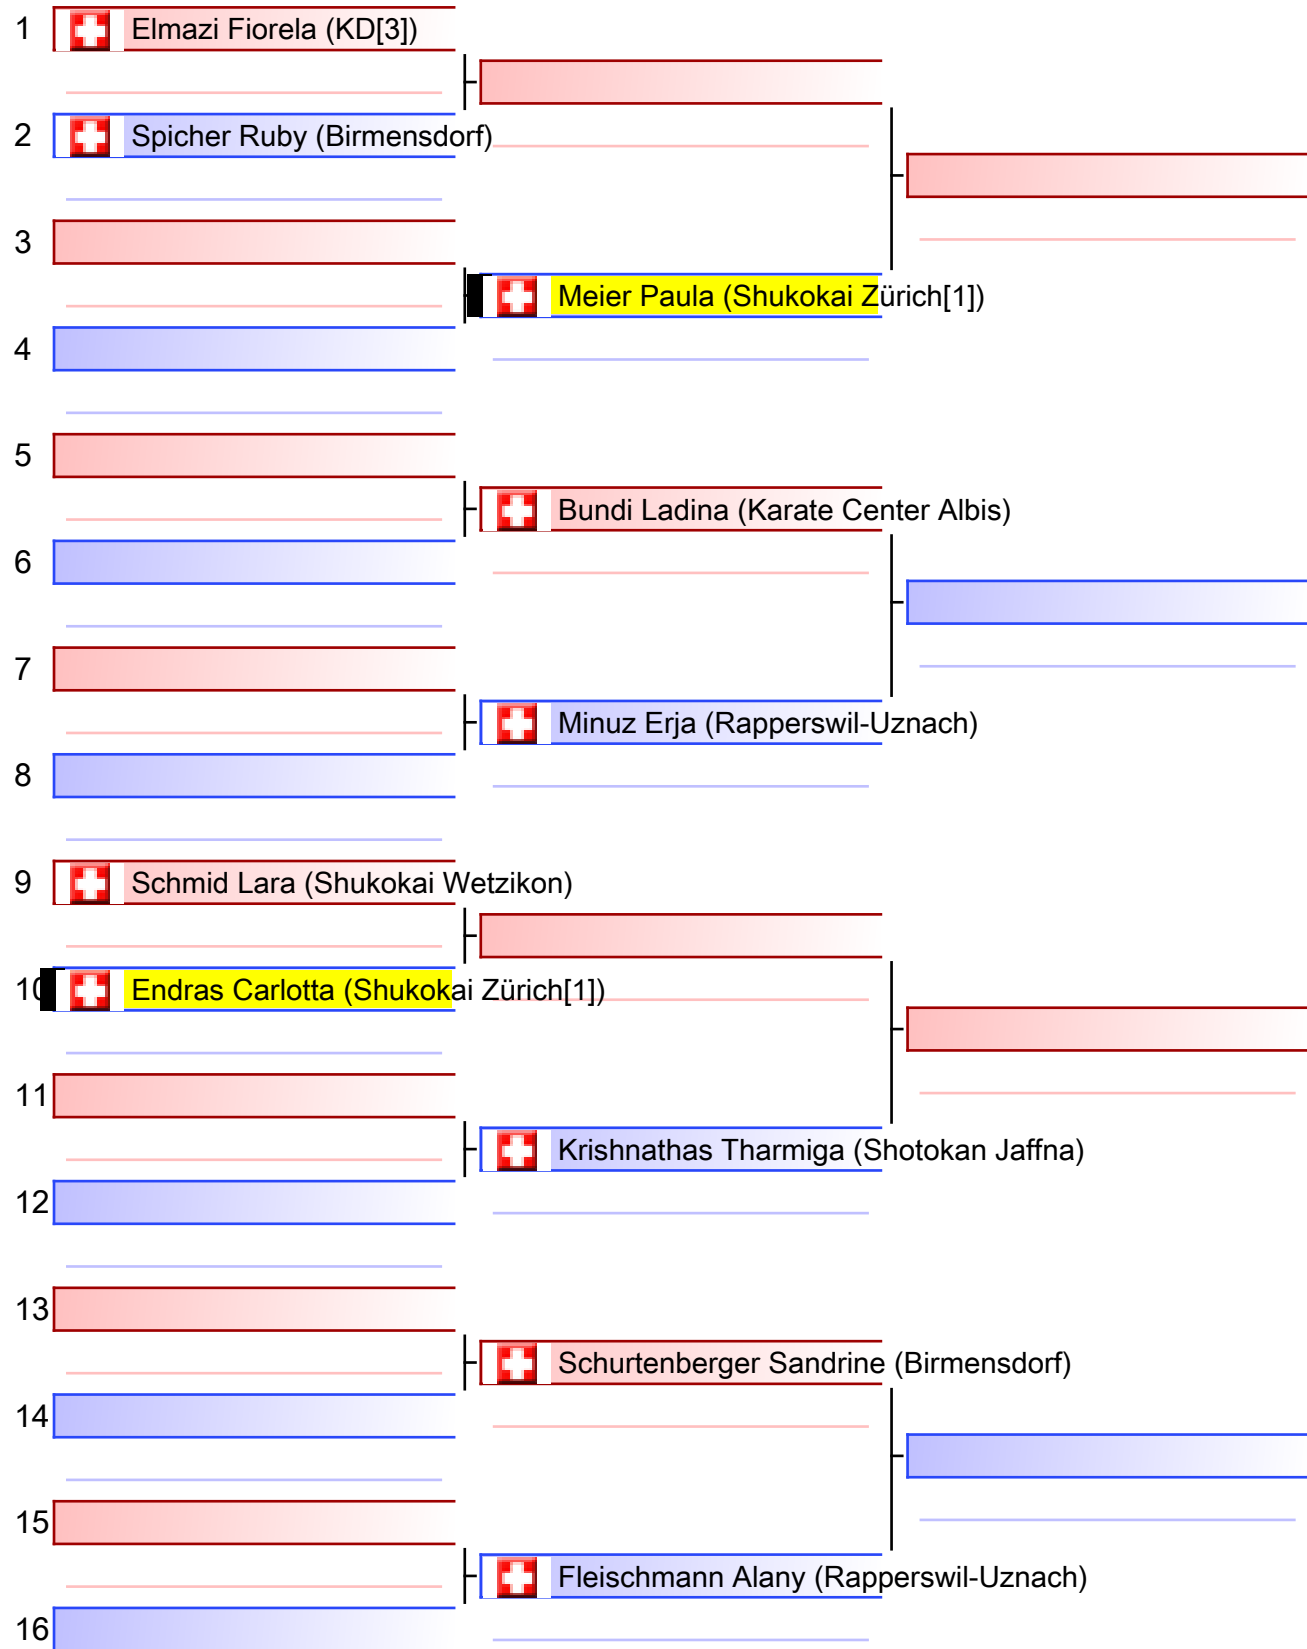 1 Elmazi Fiorela (KD[3])
2 Spicher Ruby (Birmensdorf)
3
Meier Paula (Shukokai Zürich[1])
4
5
Bundi Ladina (Karate Center Albis)
6
7
Minuz Erja (Rapperswil-Uznach)
8
9 Schmid Lara (Shukokai Wetzikon)
10 Endras Carlotta (Shukokai Zürich[1])
11
Krishnathas Tharmiga (Shotokan Jaffna)
12
13
Schurtenberger Sandrine (Birmensdorf)
14
15
Fleischmann Alany (Rapperswil-Uznach)
16